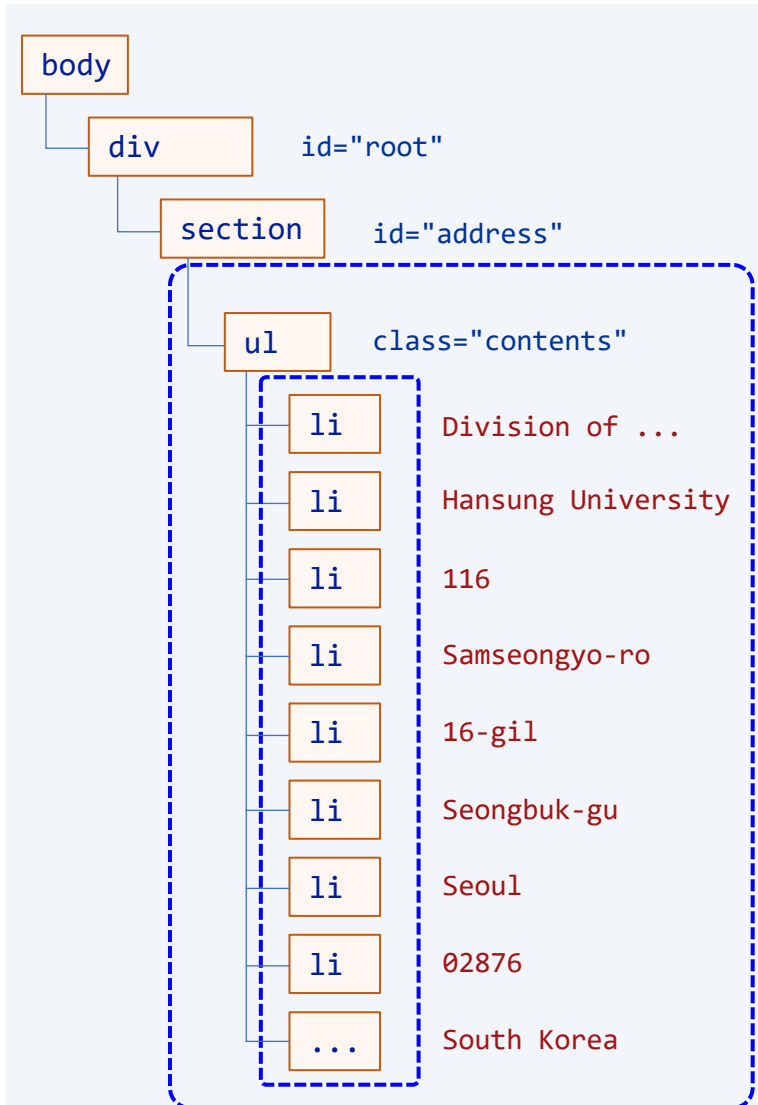 body
div id="root"
section id="address"
ul class="contents"
li Division of ...
li Hansung University
li 116
li Samseongyo-ro
li 16-gil
li Seongbuk-gu
li Seoul
li 02876
... South Korea